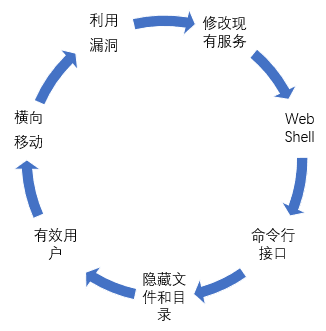 利用
漏洞
修改现
有服务
Web
Shell
命令行
接口
隐藏文
件和目
录
有效用
户
横向
移动